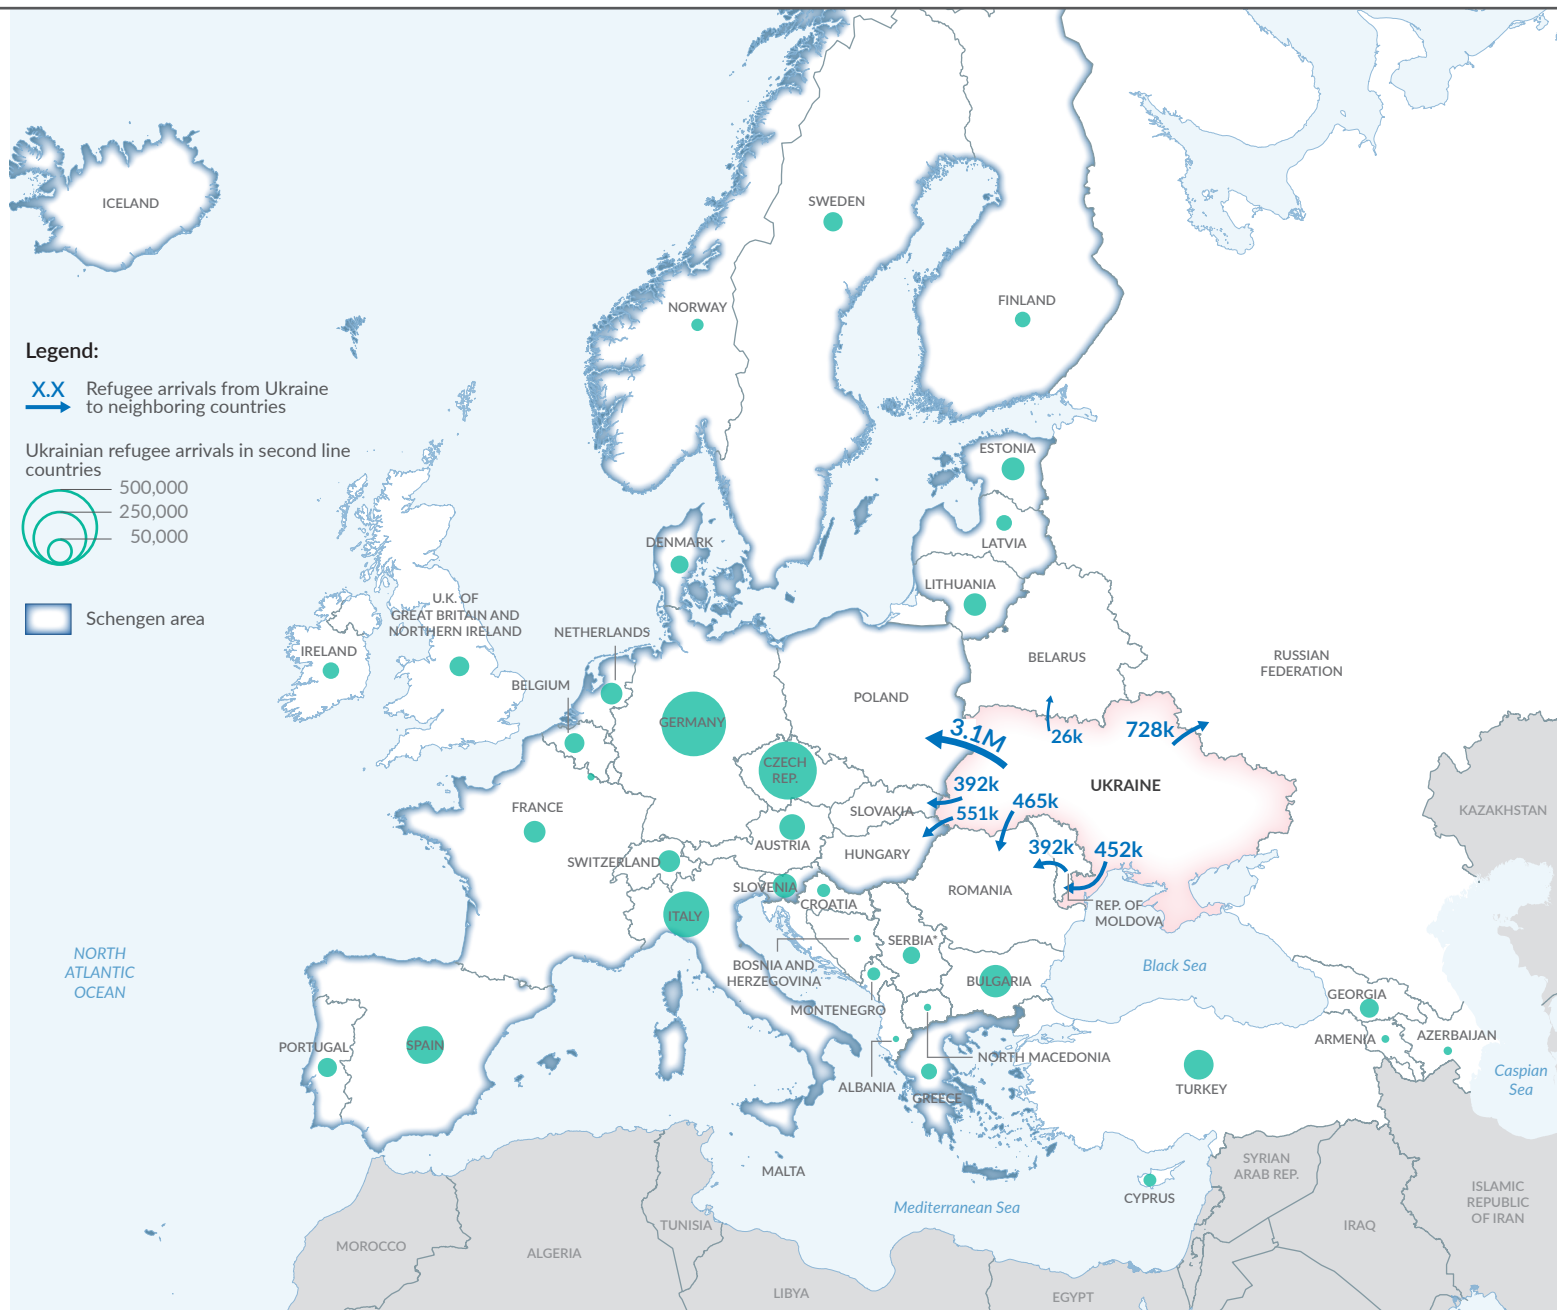 ICELAND
SWEDEN
NORWAY
FINLAND
Legend:
X.X
Refugee arrivals from Ukraine
to neighboring countries
Ukrainian refugee arrivals in second line
countries
500,000
250,000
50,000
Schengen area
ESTONIA
LATVIA
LITHUANIA
DENMARK
U.K. OF
GREAT BRITAIN AND
NORTHERN IRELAND
IRELAND
NETHERLANDS
BELGIUM
BELARUS
RUSSIAN
FEDERATION
POLAND
GERMANY
CZECH
REP.
3.1M
26k
728k
UKRAINE
392k
551k
465k
392k
452k
KAZAKHSTAN
FRANCE
SLOVAKIA
AUSTRIA
HUNGARY
SWITZERLAND
SLOVENIA
CROATIA
ROMANIA
REP. OF
MOLDOVA
ITALY
SERBIA*
BOSNIA AND
HERZEGOVINA
MONTENEGRO
BULGARIA
NORTH
ATLANTIC
OCEAN
Black Sea
GEORGIA
ARMENIA
AZERBAIJAN
Caspian
Sea
PORTUGAL
SPAIN
NORTH MACEDONIA
ALBANIA
GREECE
TURKEY
MALTA
CYPRUS
Mediterranean Sea
SYRIAN
ARAB REP.
ISLAMIC
REPUBLIC
OF IRAN
IRAQ
MOROCCO
ALGERIA
TUNISIA
LIBYA
EGYPT